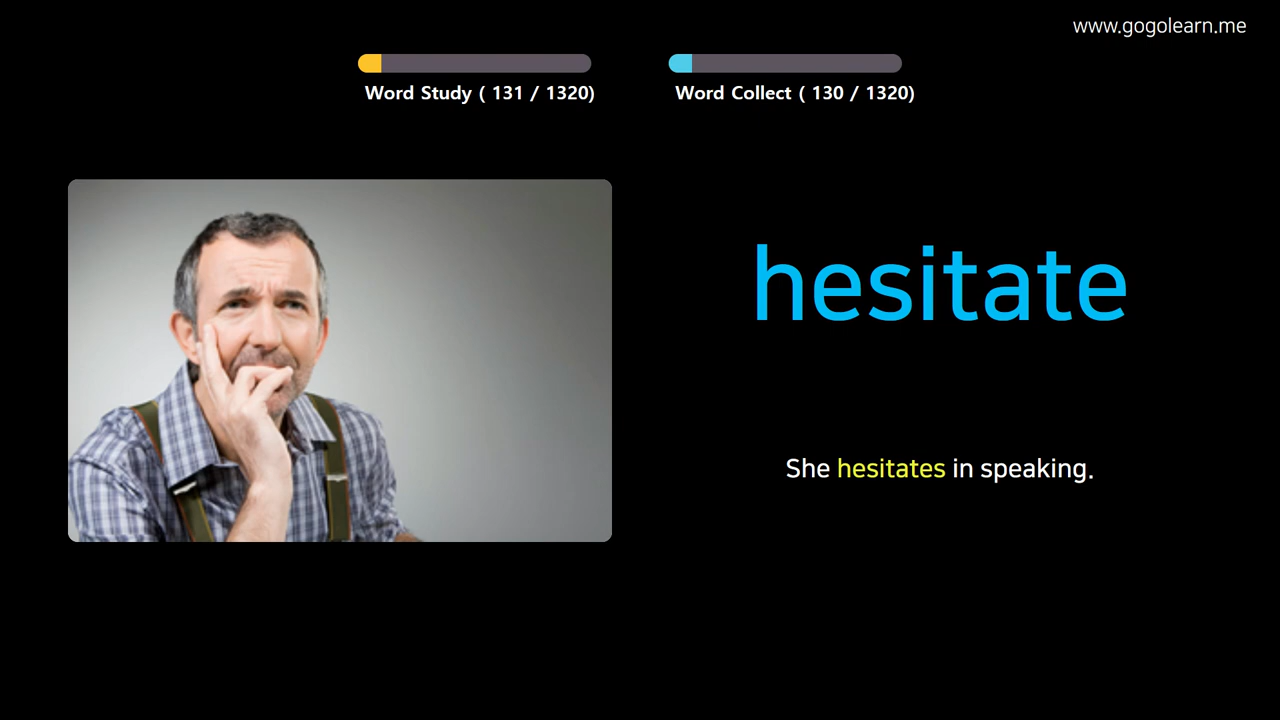 www.gogolearn.me
Word Study ( 131 / 1320)
Word Collect ( 130 / 1320)
hesitate
She hesitates in speaking.